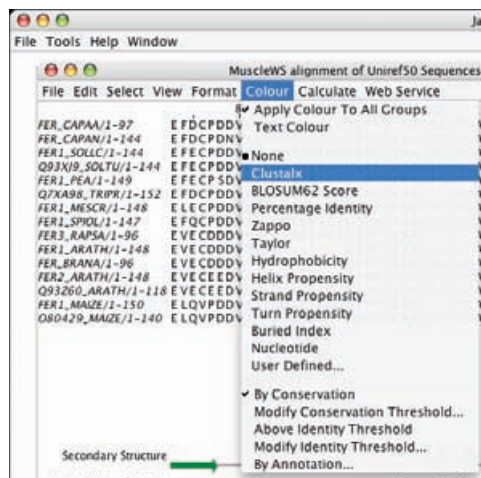 Ja
File Tools Help Window
MuscleWS alignment of Uniref50 Sequences
File Edit Select View Format Colour Calculate Web Service
✓ Apply Colour To All Groups
FER_CAPAA/1-97 EFDCPDDV
Text Colour
FER_CAPAN/1-144 EFDCPDNV
FER1_SOLLC/1-144 EFECPDDV
■ None
Q93XJ9_SOLTU/1-144 EFECPDDV
Clustalx
FER1_PEA/1-149 EFECPSDV
Q7XA98_TRIPR/1-152 EFDCPDDV
BLOSUM62 Score
FER1_MESCR/1-148 ELECPDDV
Percentage Identity
FER1_SPIOL/1-147 EFQCPDDV
Zappo
FER3_RAPSA/1-96 EVECDDDV
Taylor
FER1_ARATH/1-148 EVECDDDV
Hydrophobicity
FER_BRANA/1-96 EVECDDDV
FER2_ARATH/1-148 EVECEEDV
Helix Propensity
Q93Z60_ARATH/1-118 EVECEEDV
Strand Propensity
FER1_MAIZE/1-150 ELQVPDDV
Turn Propensity
O80429_MAIZE/1-140 ELQVPDDV
Buried Index
Nucleotide
User Defined...
✓ By Conservation
Modify Conservation Threshold...
Above Identity Threshold
Modify Identity Threshold...
Secondary Structure
By Annotation...